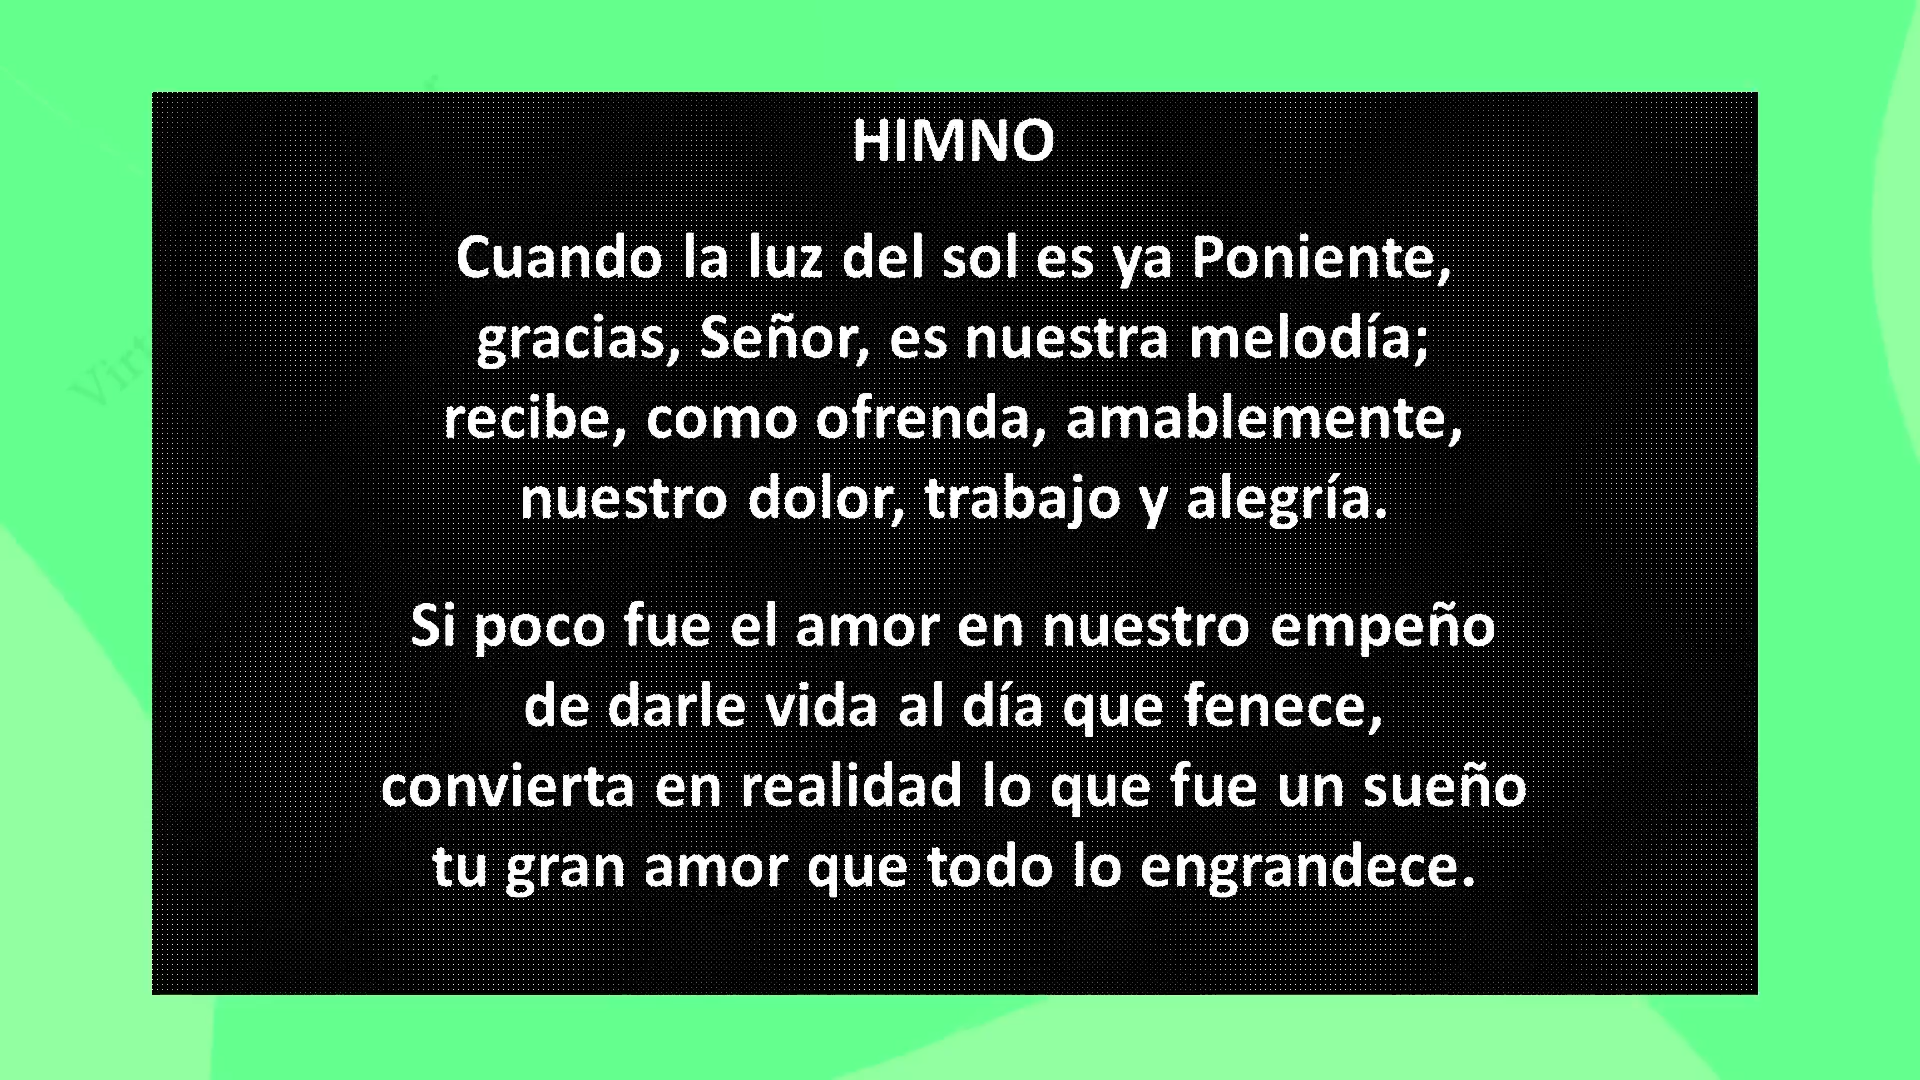 HIMNO
Cuando la luz del sol es ya Poniente,
gracias, Señor, es nuestra melodía;
recibe, como ofrenda, amablemente,
nuestro dolor, trabajo y alegría.
Si poco fue el amor en nuestro empeño
de darle vida al día que fenece,
convierta en realidad lo que fue un sueño
tu gran amor que todo lo engrandece.